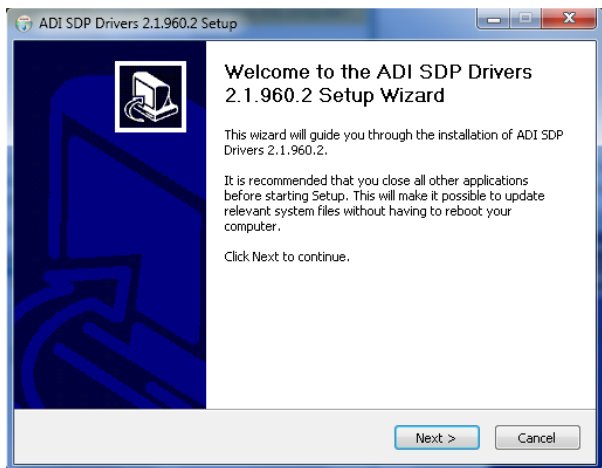 ADI SDP Drivers 2.1.960.2 Setup
Welcome to the ADI SDP Drivers
2.1.960.2 Setup Wizard
This wizard will guide you through the installation of ADI SDP
Drivers 2.1.960.2.
It is recommended that you close all other applications
before starting Setup. This will make it possible to update
relevant system files without having to reboot your
computer.
Click Next to continue.
Next >
Cancel